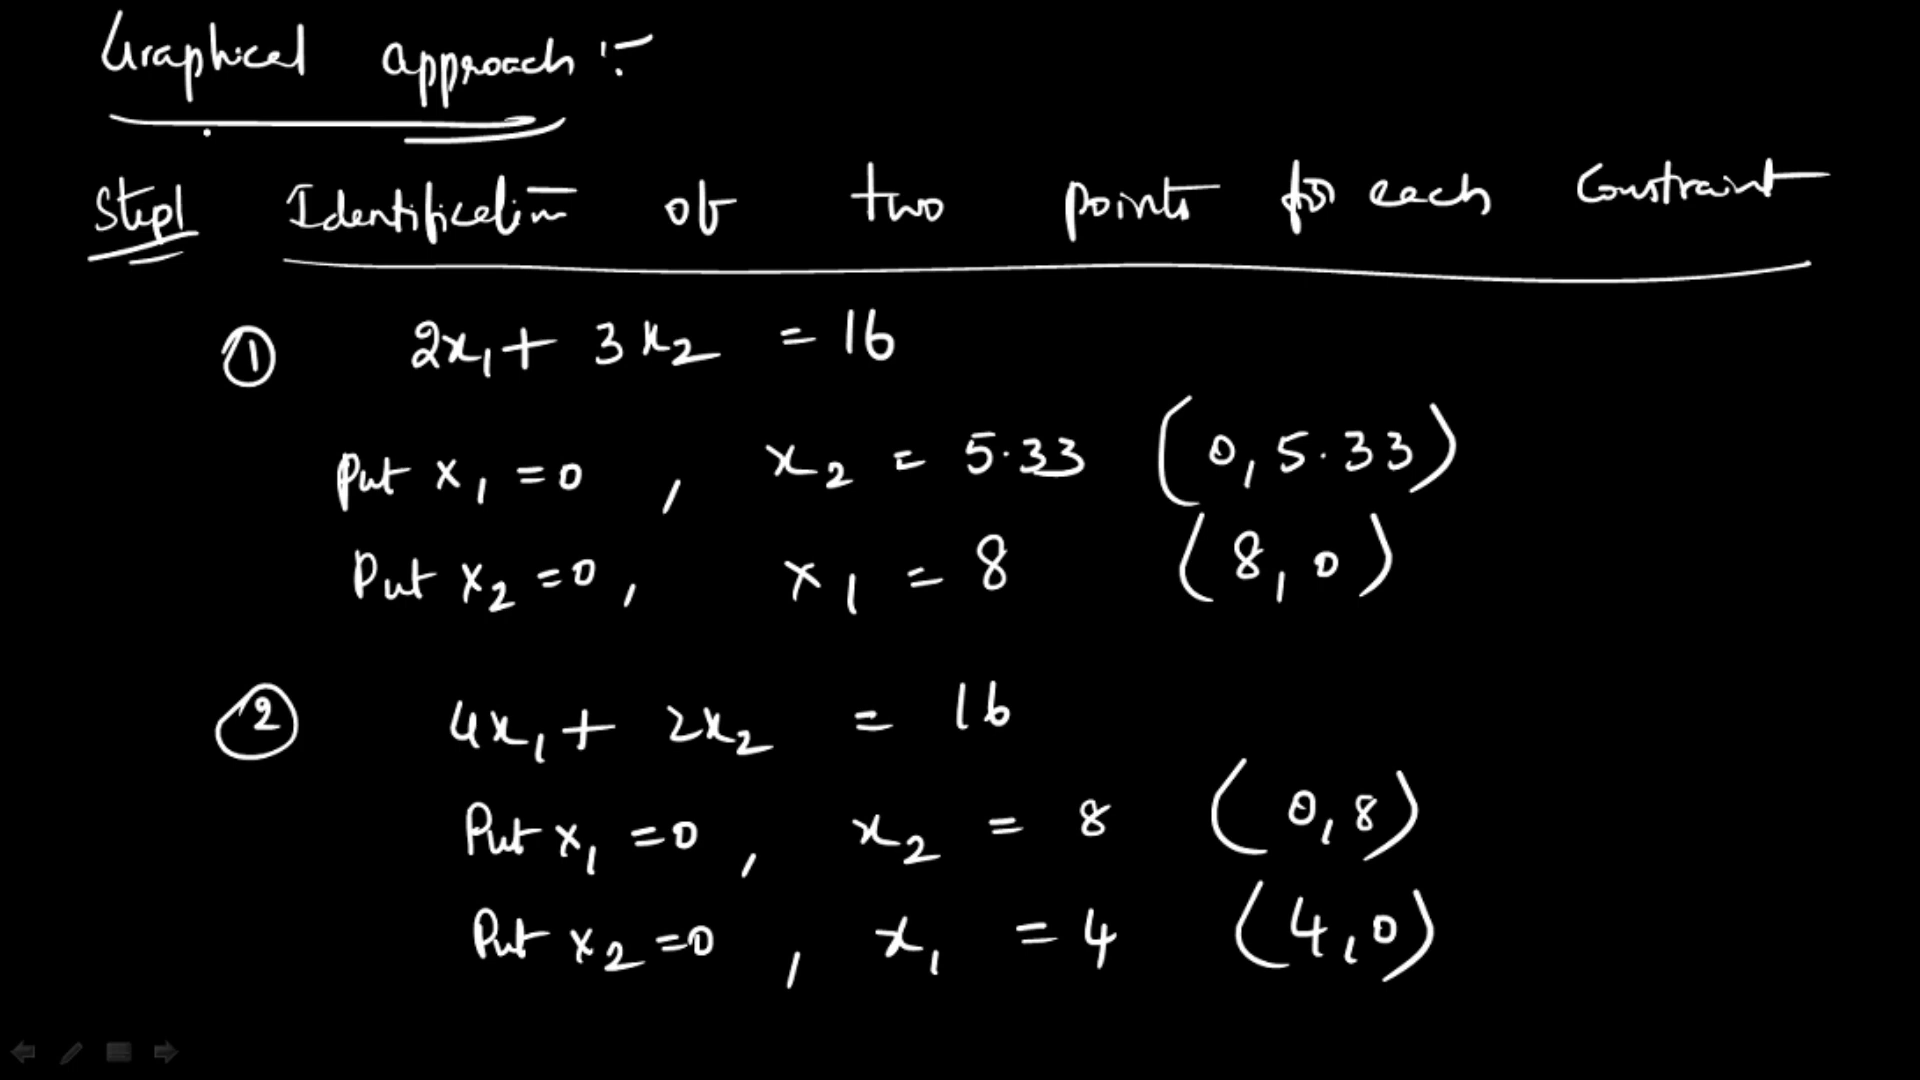 Graphical approach :-
Step1 Identification of two points for each Constraint
① 2x₁ + 3x₂ = 16
Put x₁ = 0 , x₂ = 5.33 (0, 5.33)
Put x₂ = 0 , x₁ = 8 (8, 0)
② 4x₁ + 2x₂ = 16
Put x₁ = 0 , x₂ = 8 (0, 8)
Put x₂ = 0 , x₁ = 4 (4, 0)